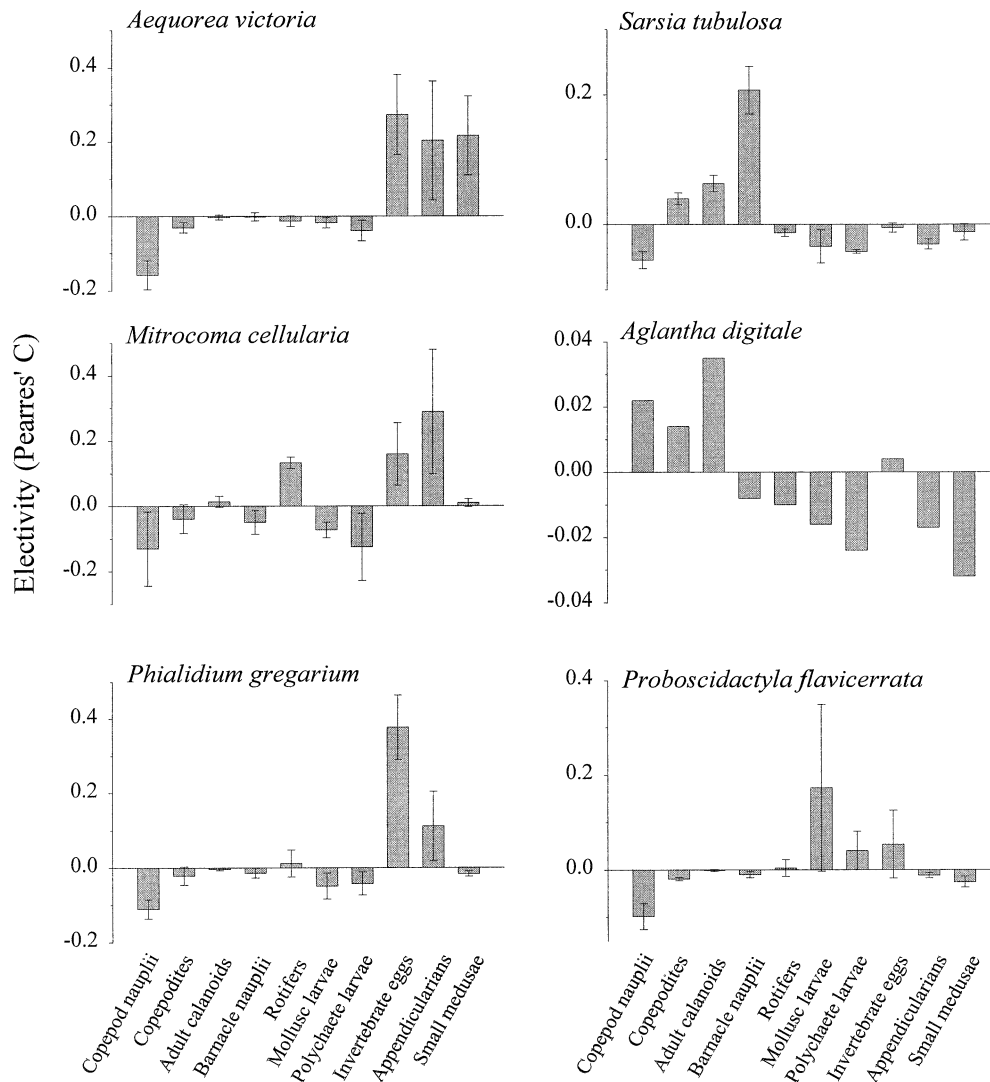 Aequorea victoria
0.4
0.2
0.0
-0.2
Sarsia tubulosa
0.2
0.0
Electivity (Pearres' C)
Mitrocoma cellularia
0.4
0.2
0.0
-0.2
Aglantha digitale
0.04
0.02
0.00
-0.02
-0.04
Phialidium gregarium
0.4
0.2
0.0
-0.2
Proboscidactyla flavicerrata
0.4
0.2
0.0
Copepod nauplii
Copepodites
Adult calanoids
Barnacle nauplii
Rotifers
Mollusc larvae
Polychaete larvae
Invertebrate eggs
Appendicularians
Small medusae
Copepod nauplii
Copepodites
Adult calanoids
Barnacle nauplii
Rotifers
Mollusc larvae
Polychaete larvae
Invertebrate eggs
Appendicularians
Small medusae